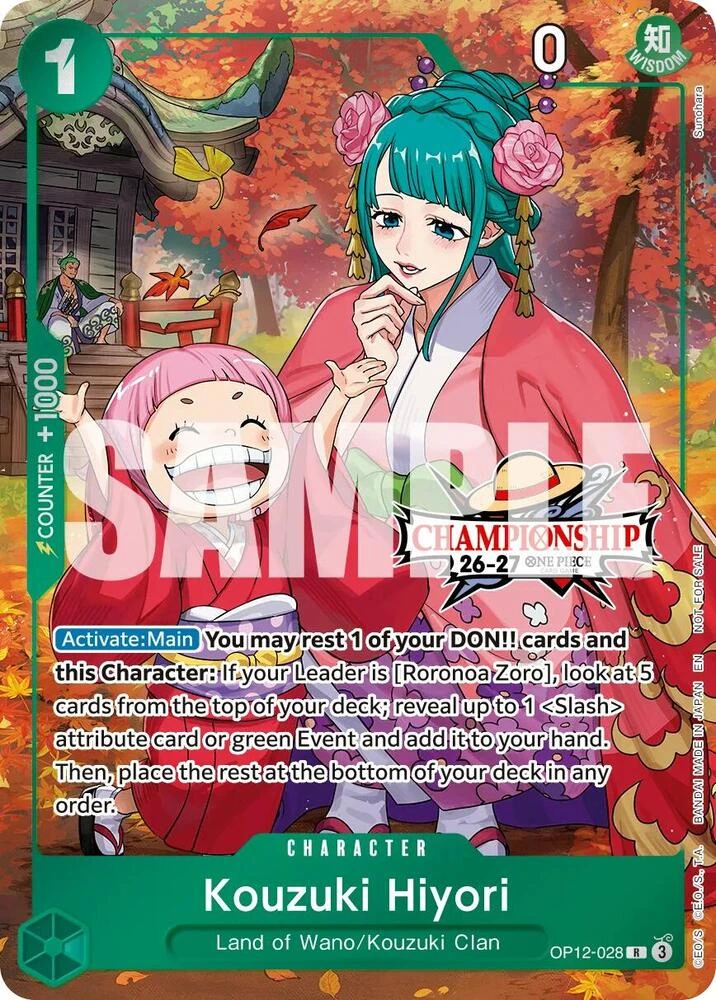 1
0
知
WISDOM
Sunohara
COUNTER +1000
SAMPLE
CHAMPIONSHIP
26-27 ONE PIECE
CARD GAME
Activate:Main You may rest 1 of your DON!! cards and
this Character: If your Leader is [Roronoa Zoro], look at 5
cards from the top of your deck; reveal up to 1 <Slash>
attribute card or green Event and add it to your hand.
Then, place the rest at the bottom of your deck in any
order.
©EO/S ©E.O./S., T.A. BANDAI MADE IN JAPAN EN NOT FOR SALE
CHARACTER
Kouzuki Hiyori
Land of Wano/Kouzuki Clan
OP12-028 R 3